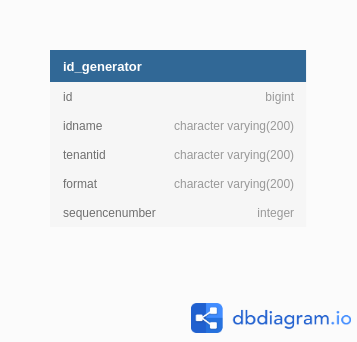 id_generator
id bigint
idname character varying(200)
tenantid character varying(200)
format character varying(200)
sequencenumber integer
dbdiagram.io